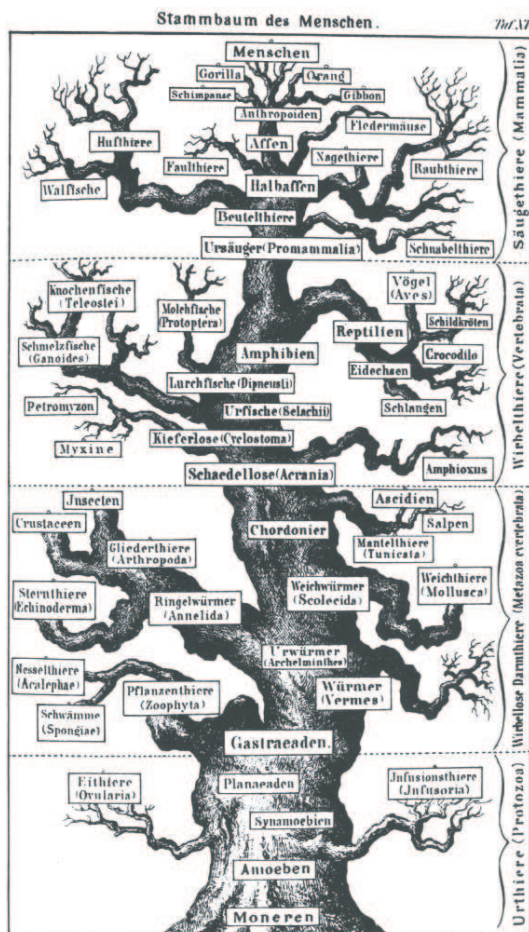 Stammbaum des Menschen.
Taf. XV
Menschen
Gorilla
Orang
Schimpanse
Gibbon
Anthropoiden
Fledermäuse
Affen
Hufthiere
Nagethiere
Faulthiere
Raubthiere
Walfische
Halbaffen
Beutelthiere
Schnabelthiere
Ursäuger(Promammalia)
Säugethiere (Mammalia)
Knochenfische
(Teleostei)
Molchfische
(Protoptera)
Vögel
(Aves)
Schildkröten
Reptilien
Schmelzfische
(Ganoides)
Amphibien
Crocodile
Eidechsen
Lurchfische (Dipneusti)
Schlangen
Petromyzon
Urfische (Selachii)
Kieferlose (Cyclostoma)
Myxine
Amphioxus
Schaedellose (Acrania)
Wirbelthiere (Vertebrata)
Jnsecten
Ascidien
Crustaceen
Salpen
Chordonier
Gliederthiere
(Arthropoda)
Mantelthiere
(Tunicata)
Weichthiere
(Mollusca)
Sternthiere
(Echinoderma)
Weichwürmer
(Scolecida)
Ringelwürmer
(Annelida)
Urwürmer
(Archelminthes)
Nesselthiere
(Acalephae)
Pflanzenthiere
(Zoophyta)
Würmer
(Vermes)
Schwämme
(Spongiae)
Gastraeaden.
Wirbellose Darmthiere (Metazoa evertebrata)
Eithiere
(Ovularia)
Planaeaden
Jnfusionsthiere
(Jnfusoria)
Synamoebien
Amoeben
Moneren
Urthiere (Protozoa)